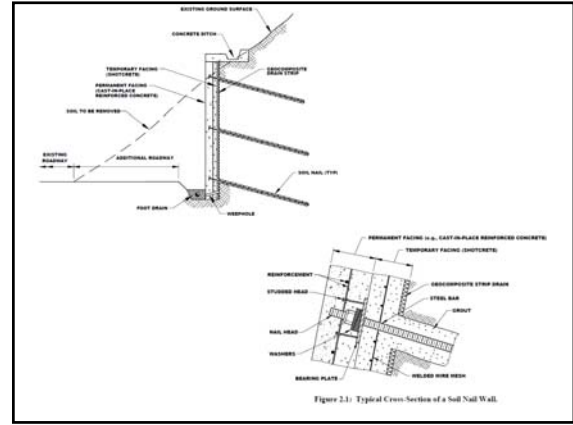 EXISTING GROUND SURFACE
CONCRETE DITCH
TEMPORARY FACING
(SHOTCRETE)
GEOCOMPOSITE
DRAIN STRIP
PERMANENT FACING
(CAST-IN-PLACE
REINFORCED CONCRETE)
SOIL TO BE REMOVED
EXISTING
ROADWAY
ADDITIONAL ROADWAY
SOIL NAIL (TYP)
FOOT DRAIN
WEEPHOLE
PERMANENT FACING (e.g., CAST-IN-PLACE REINFORCED CONCRETE)
TEMPORARY FACING (SHOTCRETE)
REINFORCEMENT
GEOCOMPOSITE STRIP DRAIN
STUDDED HEAD
STEEL BAR
GROUT
NAIL HEAD
WASHERS
BEARING PLATE
WELDED WIRE MESH
Figure 2.1: Typical Cross-Section of a Soil Nail Wall.